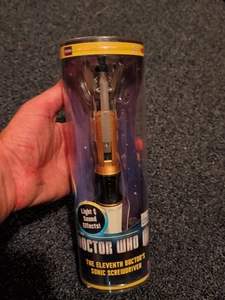 Light &
Sound
Effects!
DOCTOR WHO
THE ELEVENTH DOCTOR'S
SONIC SCREWDRIVER